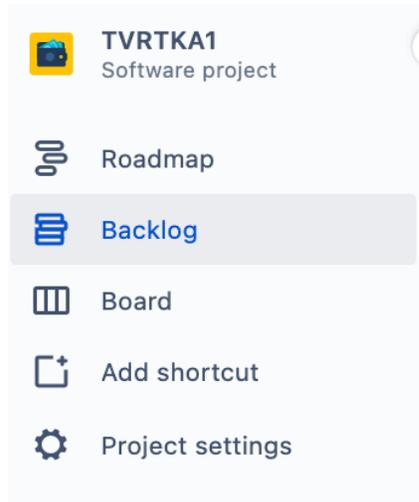 TVRTKA1
Software project
Roadmap
Backlog
Board
Add shortcut
Project settings